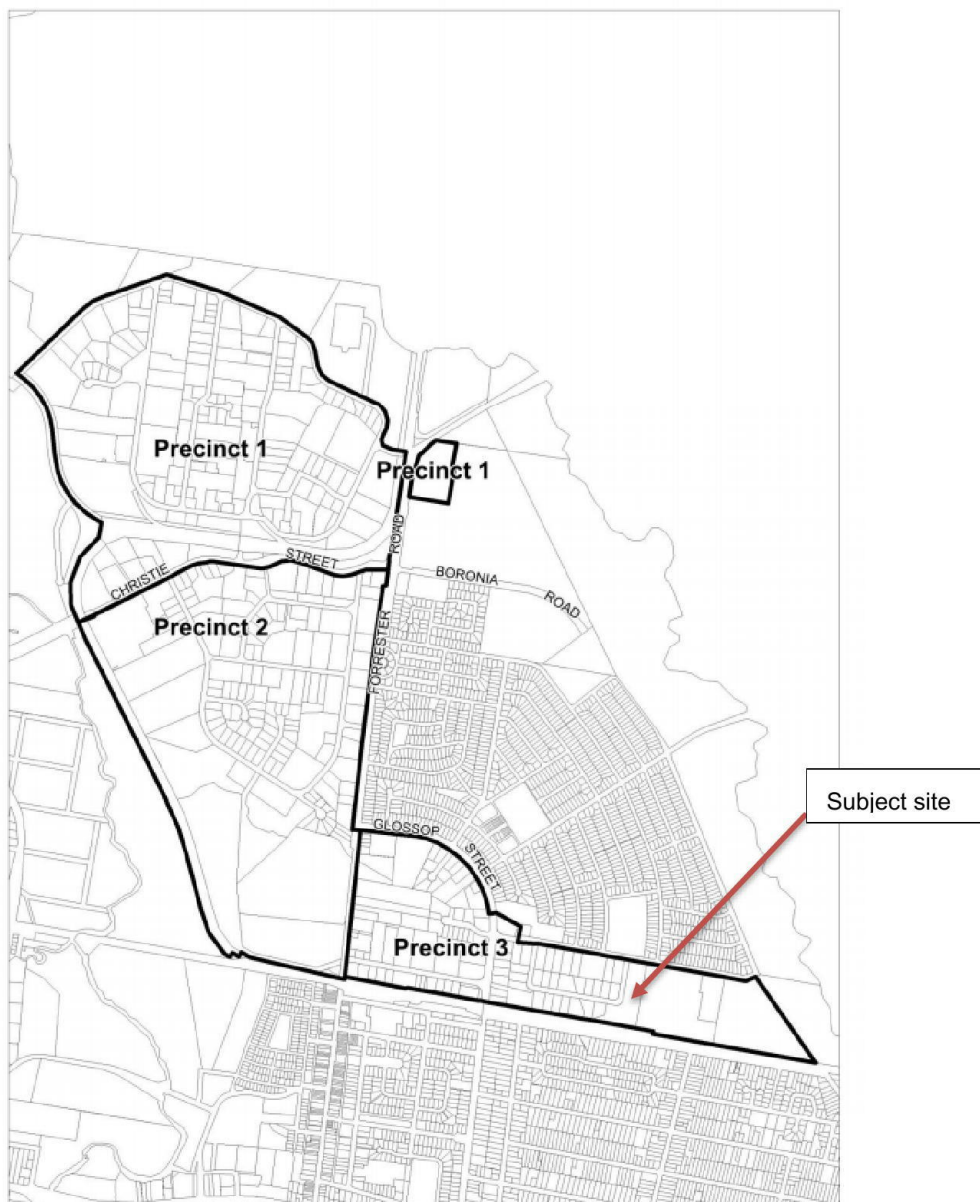 Precinct 1
Precinct 1
ROAD
STREET
CHRISTIE
BORONIA
ROAD
Precinct 2
FORRESTER
Subject site
GLOSSOP
STREET
Precinct 3